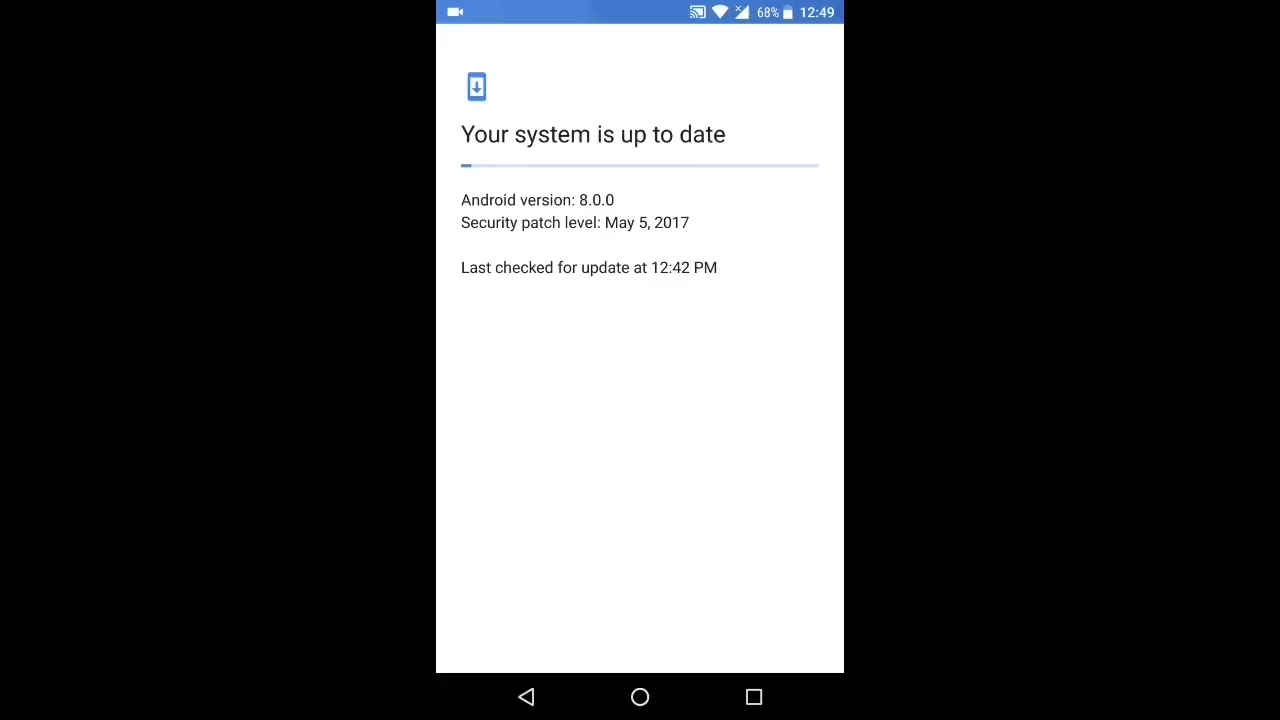 68% 12:49
Your system is up to date
Android version: 8.0.0
Security patch level: May 5, 2017
Last checked for update at 12:42 PM